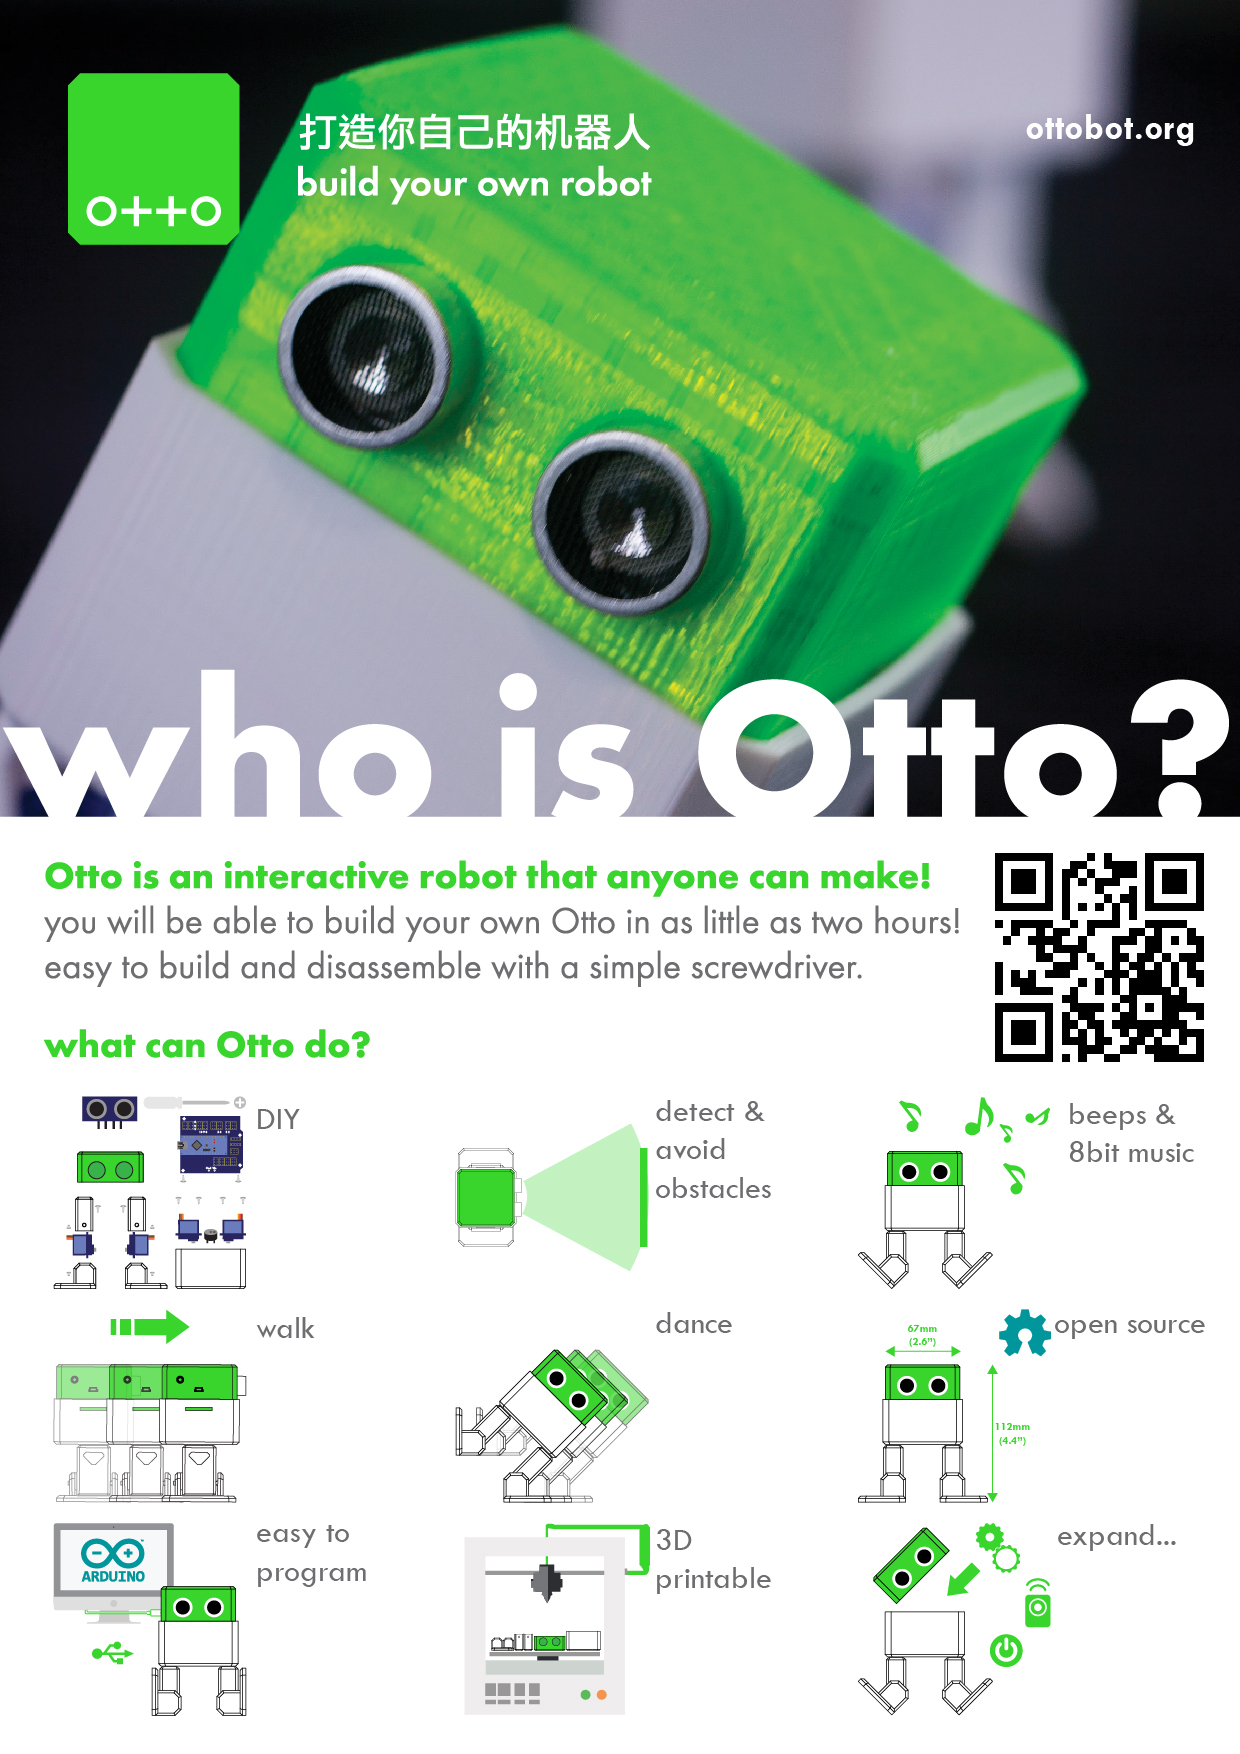 otto
打造你自己的机器人
build your own robot
ottobot.org
who is Otto?
Otto is an interactive robot that anyone can make!
you will be able to build your own Otto in as little as two hours!
easy to build and disassemble with a simple screwdriver.
what can Otto do?
DIY
detect &
avoid
obstacles
beeps &
8bit music
walk
dance
67mm
(2.6")
open source
112mm
(4.4")
ARDUINO
easy to
program
3D
printable
expand...